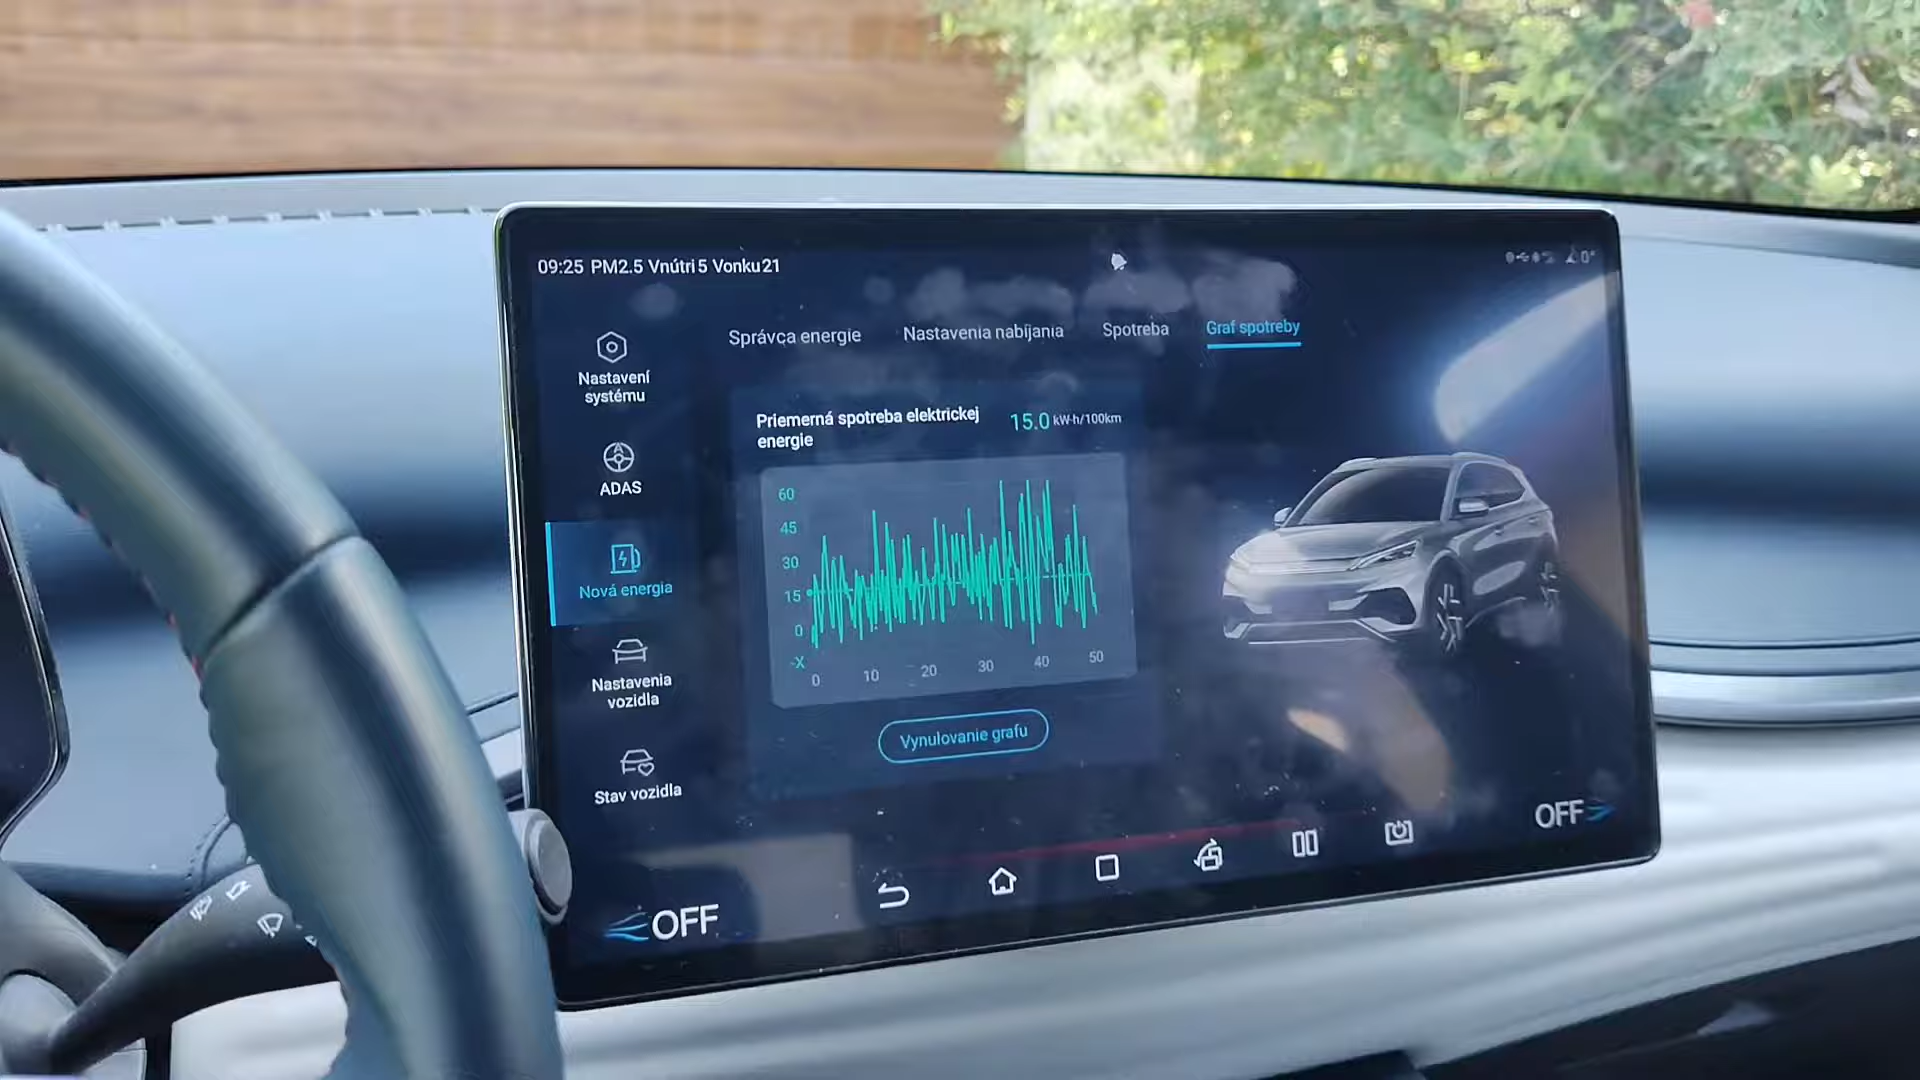 09:25 PM2.5 Vnútri 5 Vonku 21
0°
Správca energie
Nastavenia nabíjania
Spotreba
Graf spotreby
Nastavení
systému
ADAS
Nová energia
Nastavenia
vozidla
Stav vozidla
Priemerná spotreba elektrickej
energie
15.0 kW·h/100km
60
45
30
15
0
-X
0 10 20 30 40 50
Vynulovanie grafu
OFF
OFF